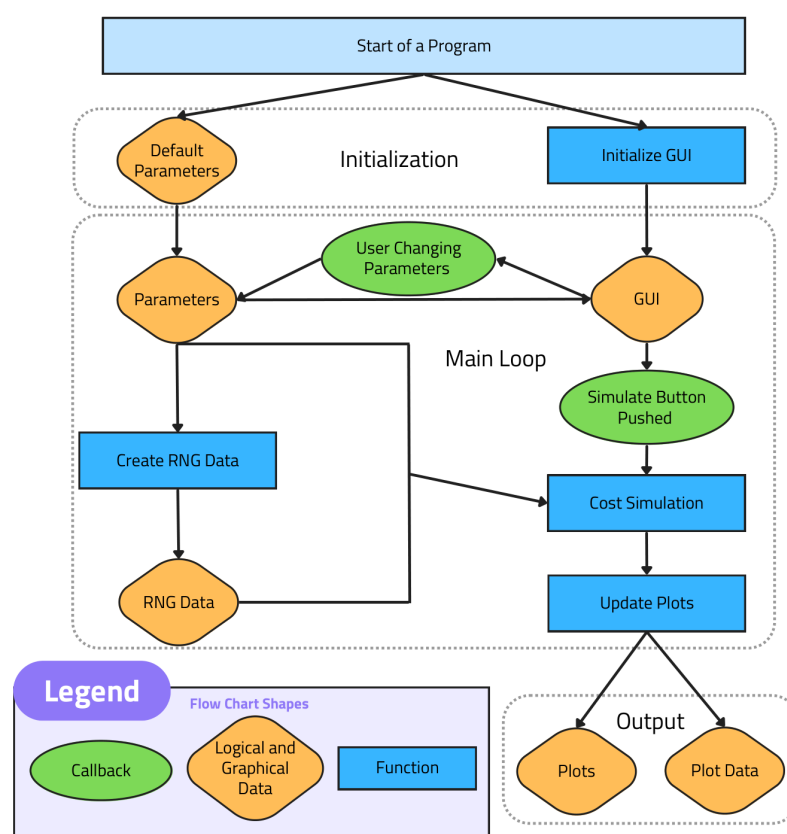 Start of a Program
Default
Parameters
Initialization
Initialize GUI
User Changing
Parameters
Parameters
GUI
Main Loop
Simulate Button
Pushed
Create RNG Data
Cost Simulation
RNG Data
Update Plots
Legend
Flow Chart Shapes
Callback
Logical and
Graphical
Data
Function
Output
Plots
Plot Data